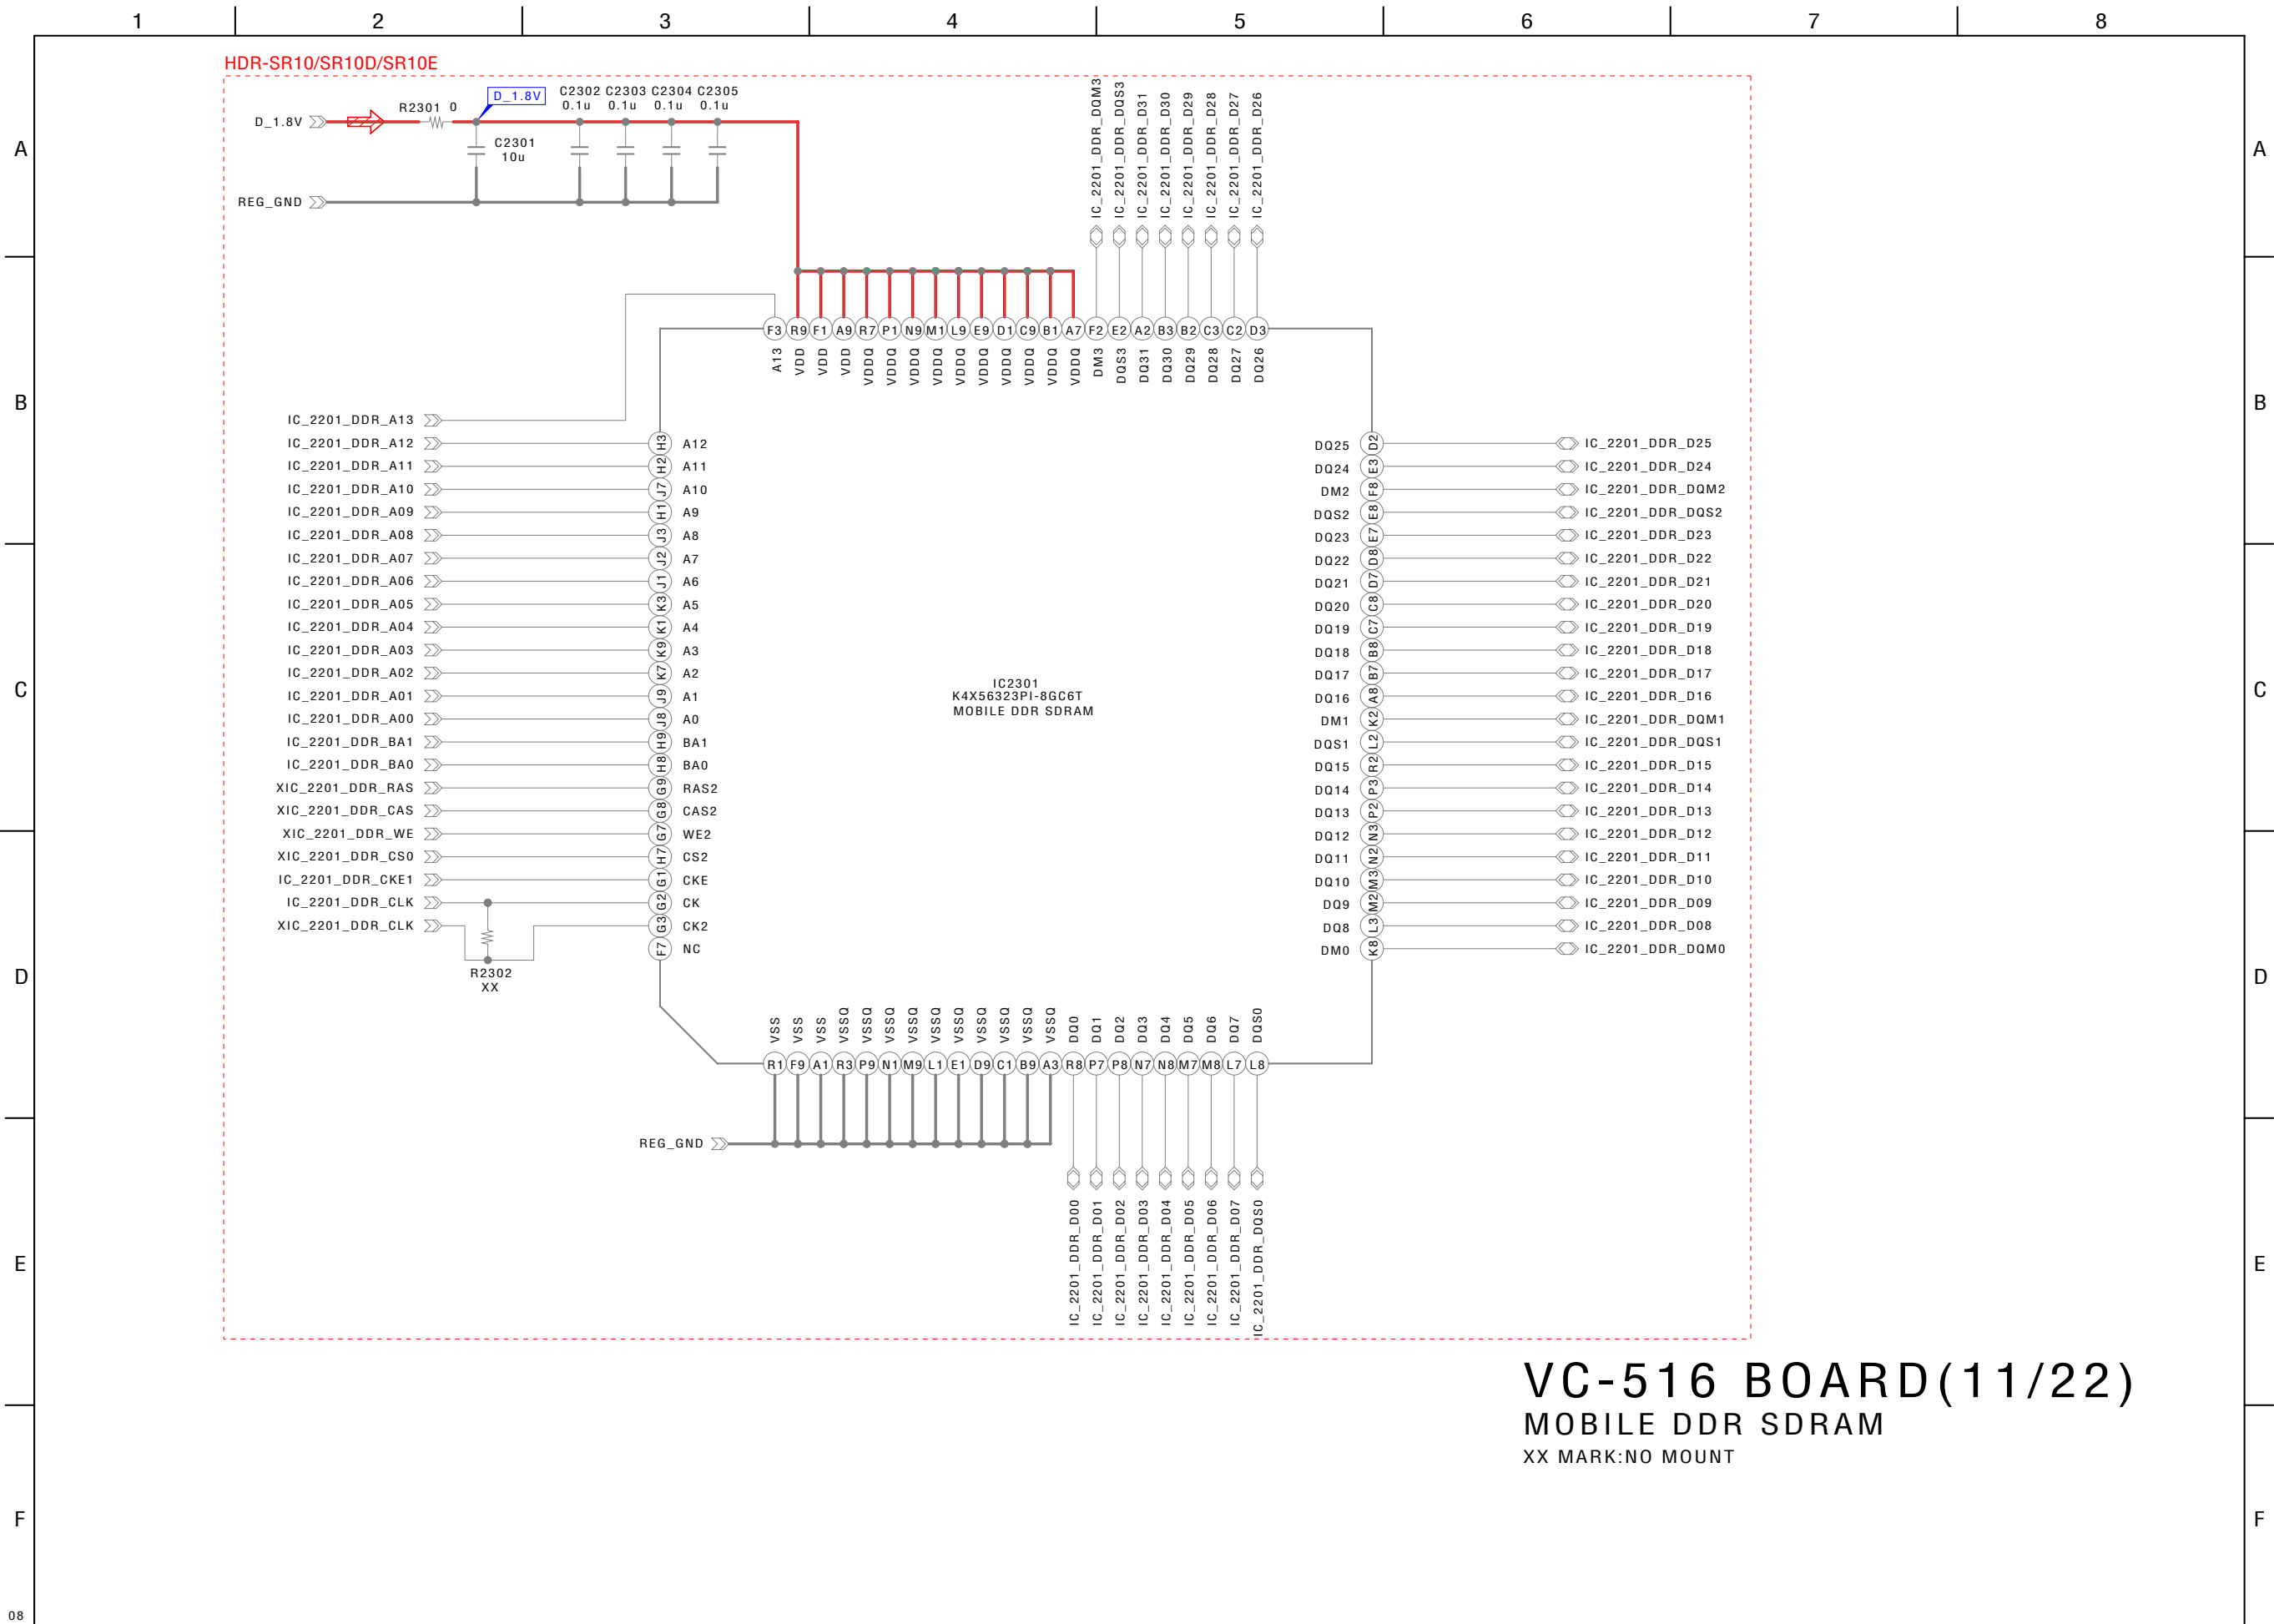 1 2 3 4 5 6 7 8
HDR-SR10/SR10D/SR10E
D_1.8V
R2301 0
D_1.8V
C2302 C2303 C2304 C2305
0.1u 0.1u 0.1u 0.1u
C2301
10u
REG_GND
A A
IC_2201_DDR_DQM3
IC_2201_DDR_DQS3
IC_2201_DDR_D31
IC_2201_DDR_D30
IC_2201_DDR_D29
IC_2201_DDR_D28
IC_2201_DDR_D27
IC_2201_DDR_D26
F3 R9 F1 A9 R7 P1 N9 M1 L9 E9 D1 C9 B1 A7 F2 E2 A2 B3 B2 C3 C2 D3
A13 VDD VDD VDD VDDQ VDDQ VDDQ VDDQ VDDQ VDDQ VDDQ VDDQ VDDQ VDDQ DM3 DQS3 DQ31 DQ30 DQ29 DQ28 DQ27 DQ26
B B
IC_2201_DDR_A13
IC_2201_DDR_A12 H3 A12
IC_2201_DDR_A11 H2 A11
IC_2201_DDR_A10 J7 A10
IC_2201_DDR_A09 H1 A9
IC_2201_DDR_A08 J3 A8
IC_2201_DDR_A07 J2 A7
IC_2201_DDR_A06 J1 A6
IC_2201_DDR_A05 K3 A5
IC_2201_DDR_A04 K1 A4
IC_2201_DDR_A03 K9 A3
IC_2201_DDR_A02 K7 A2
IC_2201_DDR_A01 J9 A1
IC_2201_DDR_A00 J8 A0
IC_2201_DDR_BA1 H9 BA1
IC_2201_DDR_BA0 H8 BA0
XIC_2201_DDR_RAS G9 RAS2
XIC_2201_DDR_CAS G8 CAS2
XIC_2201_DDR_WE G7 WE2
XIC_2201_DDR_CS0 H7 CS2
IC_2201_DDR_CKE1 G1 CKE
IC_2201_DDR_CLK G2 CK
XIC_2201_DDR_CLK G3 CK2
F7 NC
R2302
XX
C C
IC2301
K4X56323PI-8GC6T
MOBILE DDR SDRAM
DQ25 D2 IC_2201_DDR_D25
DQ24 E3 IC_2201_DDR_D24
DM2 F8 IC_2201_DDR_DQM2
DQS2 E8 IC_2201_DDR_DQS2
DQ23 E7 IC_2201_DDR_D23
DQ22 D8 IC_2201_DDR_D22
DQ21 D7 IC_2201_DDR_D21
DQ20 C8 IC_2201_DDR_D20
DQ19 C7 IC_2201_DDR_D19
DQ18 B8 IC_2201_DDR_D18
DQ17 B7 IC_2201_DDR_D17
DQ16 A8 IC_2201_DDR_D16
DM1 K2 IC_2201_DDR_DQM1
DQS1 L2 IC_2201_DDR_DQS1
DQ15 R2 IC_2201_DDR_D15
DQ14 P3 IC_2201_DDR_D14
DQ13 P2 IC_2201_DDR_D13
DQ12 N3 IC_2201_DDR_D12
DQ11 N2 IC_2201_DDR_D11
DQ10 M3 IC_2201_DDR_D10
DQ9 M2 IC_2201_DDR_D09
DQ8 L3 IC_2201_DDR_D08
DM0 K8 IC_2201_DDR_DQM0
D D
VSS VSS VSS VSSQ VSSQ VSSQ VSSQ VSSQ VSSQ VSSQ VSSQ VSSQ VSSQ DQ0 DQ1 DQ2 DQ3 DQ4 DQ5 DQ6 DQ7 DQS0
R1 F9 A1 R3 P9 N1 M9 L1 E1 D9 C1 B9 A3 R8 P7 P8 N7 N8 M7 M8 L7 L8
REG_GND
IC_2201_DDR_D00
IC_2201_DDR_D01
IC_2201_DDR_D02
IC_2201_DDR_D03
IC_2201_DDR_D04
IC_2201_DDR_D05
IC_2201_DDR_D06
IC_2201_DDR_D07
IC_2201_DDR_DQS0
E E
VC-516 BOARD(11/22)
MOBILE DDR SDRAM
XX MARK:NO MOUNT
F F
08